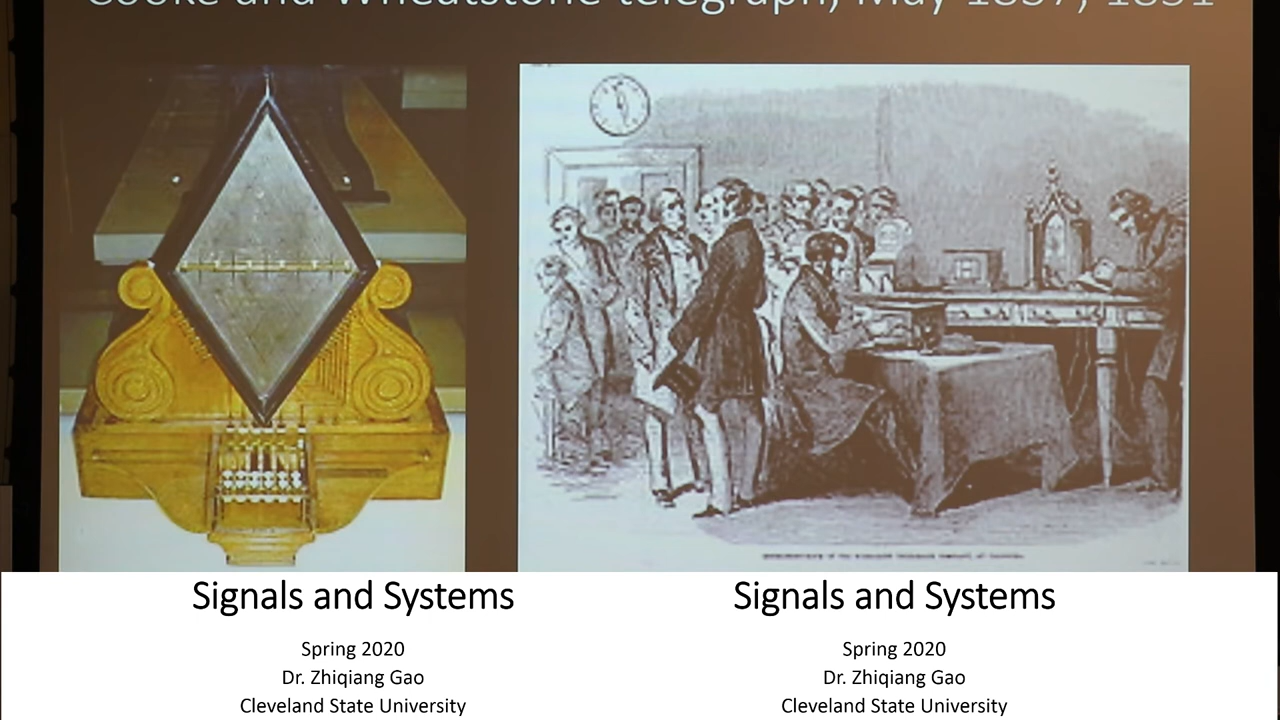 Cooke and Wheatstone telegraph, May 1837, 1851
Signals and Systems
Spring 2020
Dr. Zhiqiang Gao
Cleveland State University
Signals and Systems
Spring 2020
Dr. Zhiqiang Gao
Cleveland State University